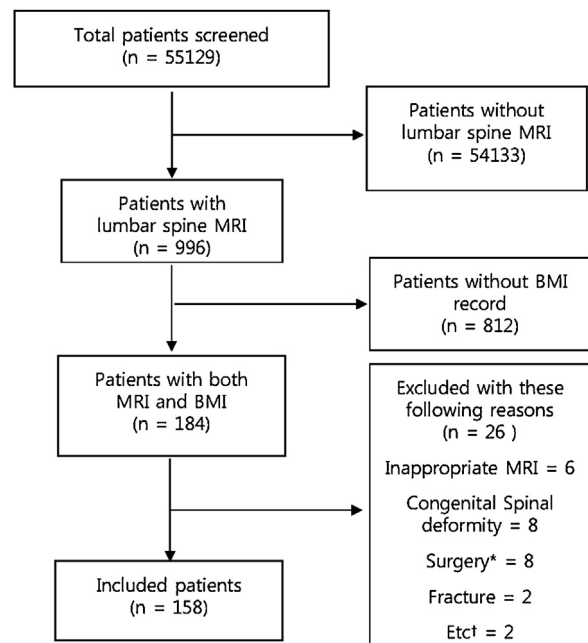 Total patients screened
(n = 55129)
Patients without
lumbar spine MRI
(n = 54133)
Patients with
lumbar spine MRI
(n = 996)
Patients without BMI
record
(n = 812)
Patients with both
MRI and BMI
(n = 184)
Excluded with these
following reasons
(n = 26 )
Inappropriate MRI = 6
Congenital Spinal
deformity = 8
Surgery* = 8
Fracture = 2
Etc† = 2
Included patients
(n = 158)